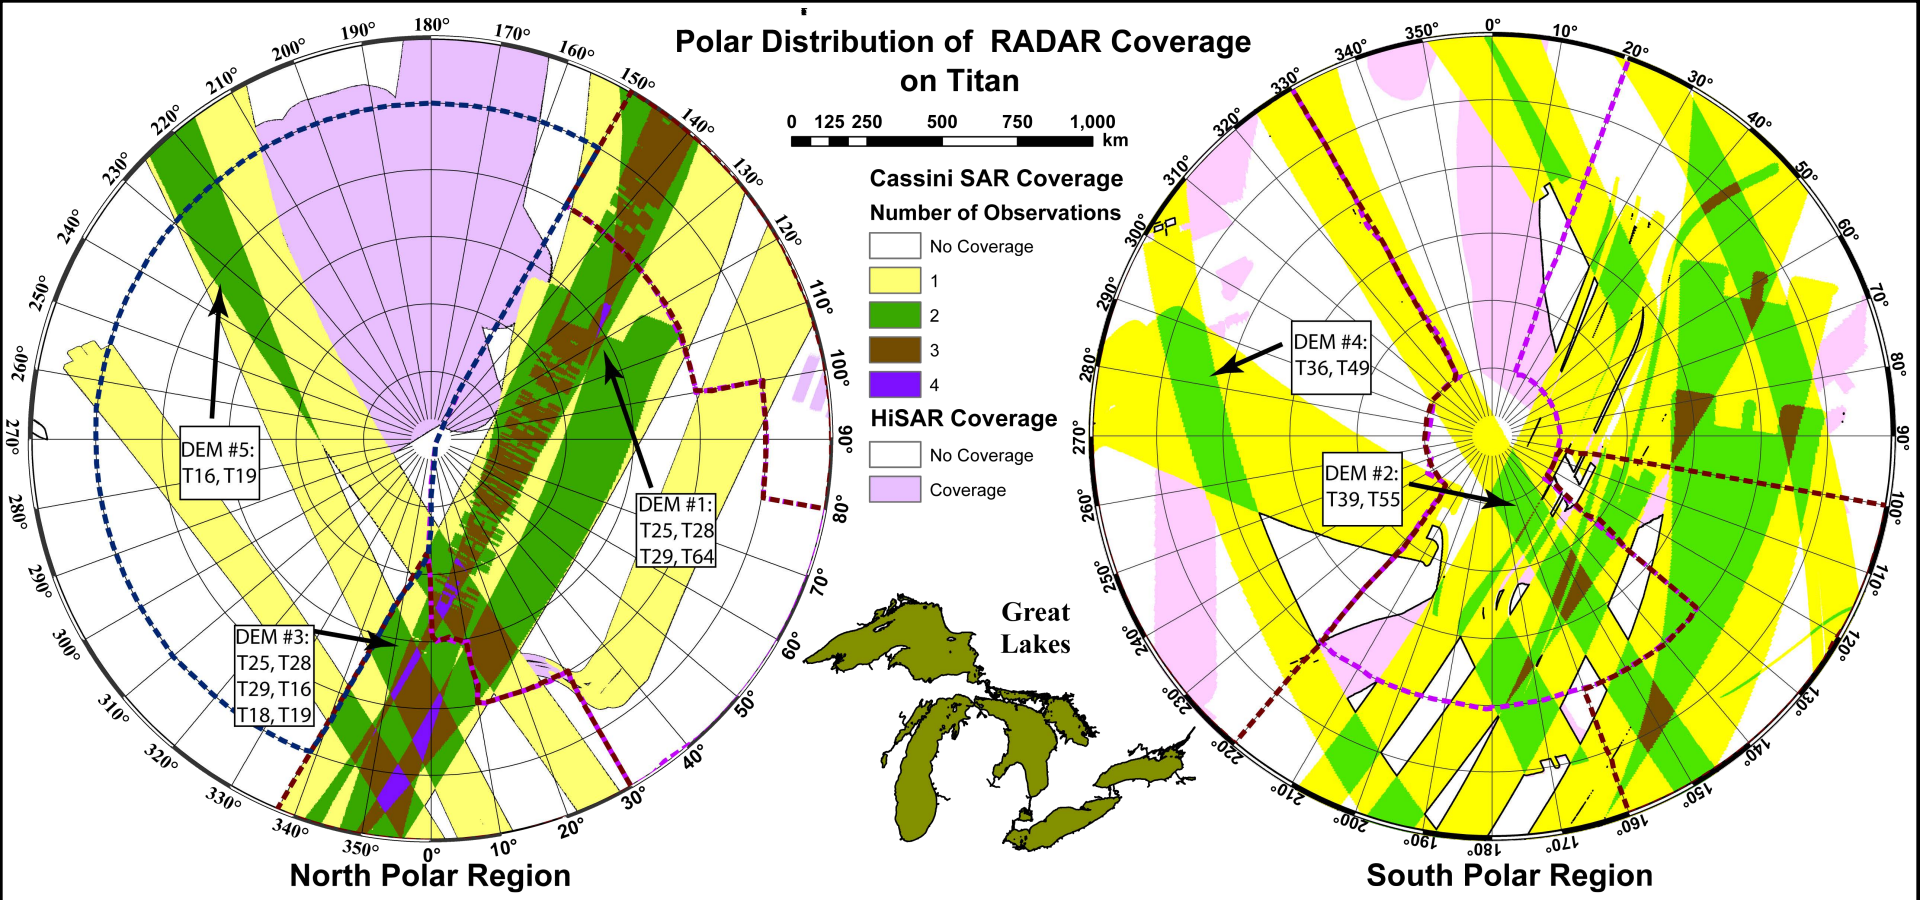 Polar Distribution of RADAR Coverage
on Titan
0 125 250 500 750 1,000 km
Cassini SAR Coverage
Number of Observations
No Coverage
1
2
3
4
HiSAR Coverage
No Coverage
Coverage
Great
Lakes
180°
170°
160°
150°
140°
130°
120°
110°
100°
90°
80°
70°
60°
50°
40°
30°
20°
10°
0°
350°
340°
330°
320°
310°
300°
290°
280°
270°
260°
250°
240°
230°
220°
210°
200°
190°
DEM #5:
T16, T19
DEM #1:
T25, T28
T29, T64
DEM #3:
T25, T28
T29, T16
T18, T19
North Polar Region
0°
10°
20°
30°
40°
50°
60°
70°
80°
90°
100°
110°
120°
130°
140°
150°
160°
170°
180°
190°
200°
210°
220°
230°
240°
250°
260°
270°
280°
290°
300°
310°
320°
330°
340°
350°
DEM #4:
T36, T49
DEM #2:
T39, T55
South Polar Region